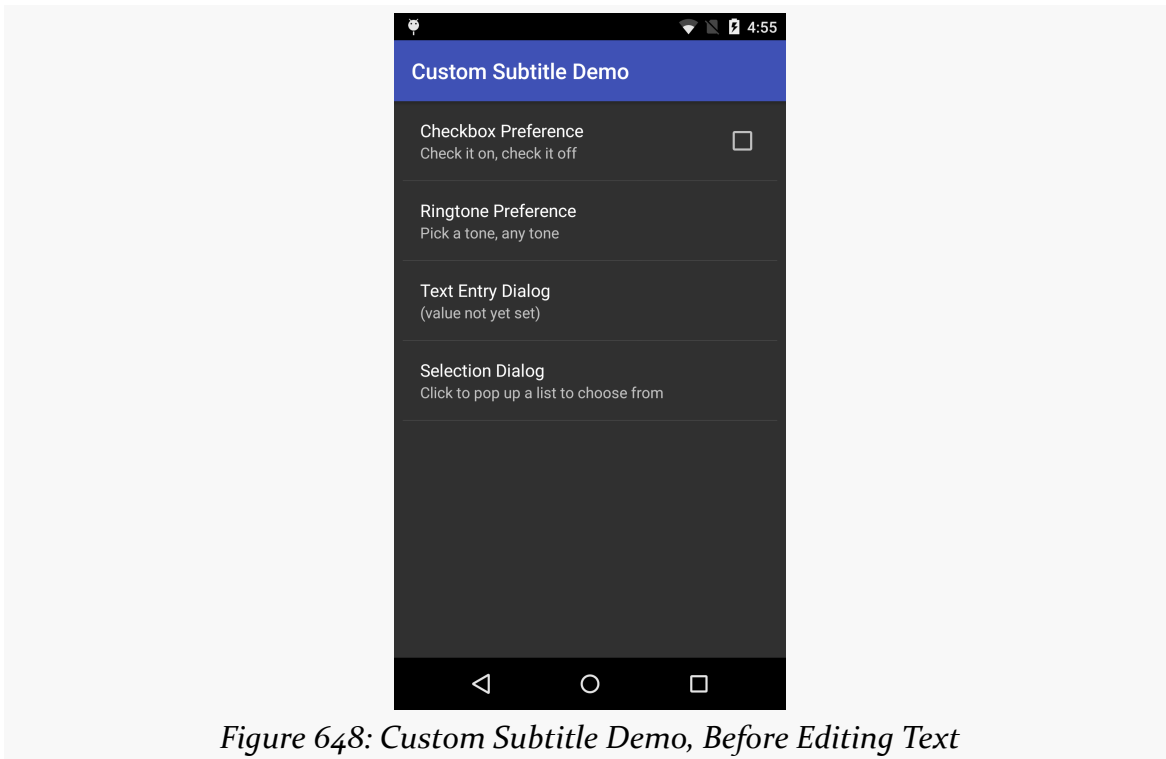 4:55
Custom Subtitle Demo
Checkbox Preference
Check it on, check it off
Ringtone Preference
Pick a tone, any tone
Text Entry Dialog
(value not yet set)
Selection Dialog
Click to pop up a list to choose from
Figure 648: Custom Subtitle Demo, Before Editing Text